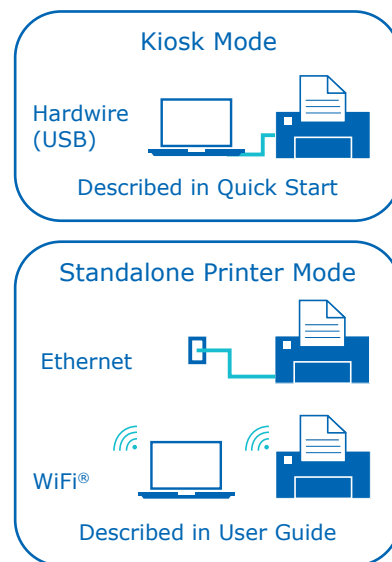 Kiosk Mode
Hardwire
(USB)
Described in Quick Start
Standalone Printer Mode
Ethernet
WiFi®
Described in User Guide